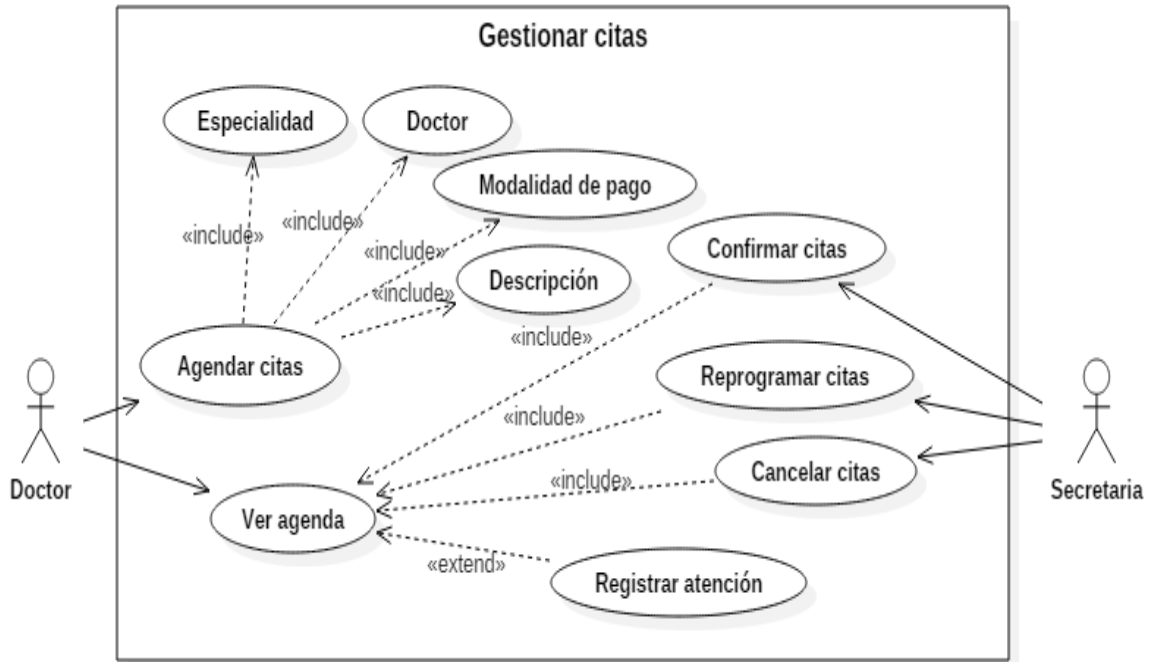 Gestionar citas
Especialidad
Doctor
Modalidad de pago
«include»
«include»
Confirmar citas
«include»
Descripción
«include»
«include»
Agendar citas
Reprogramar citas
«include»
Cancelar citas
«include»
Doctor
Secretaria
Ver agenda
«extend»
Registrar atención